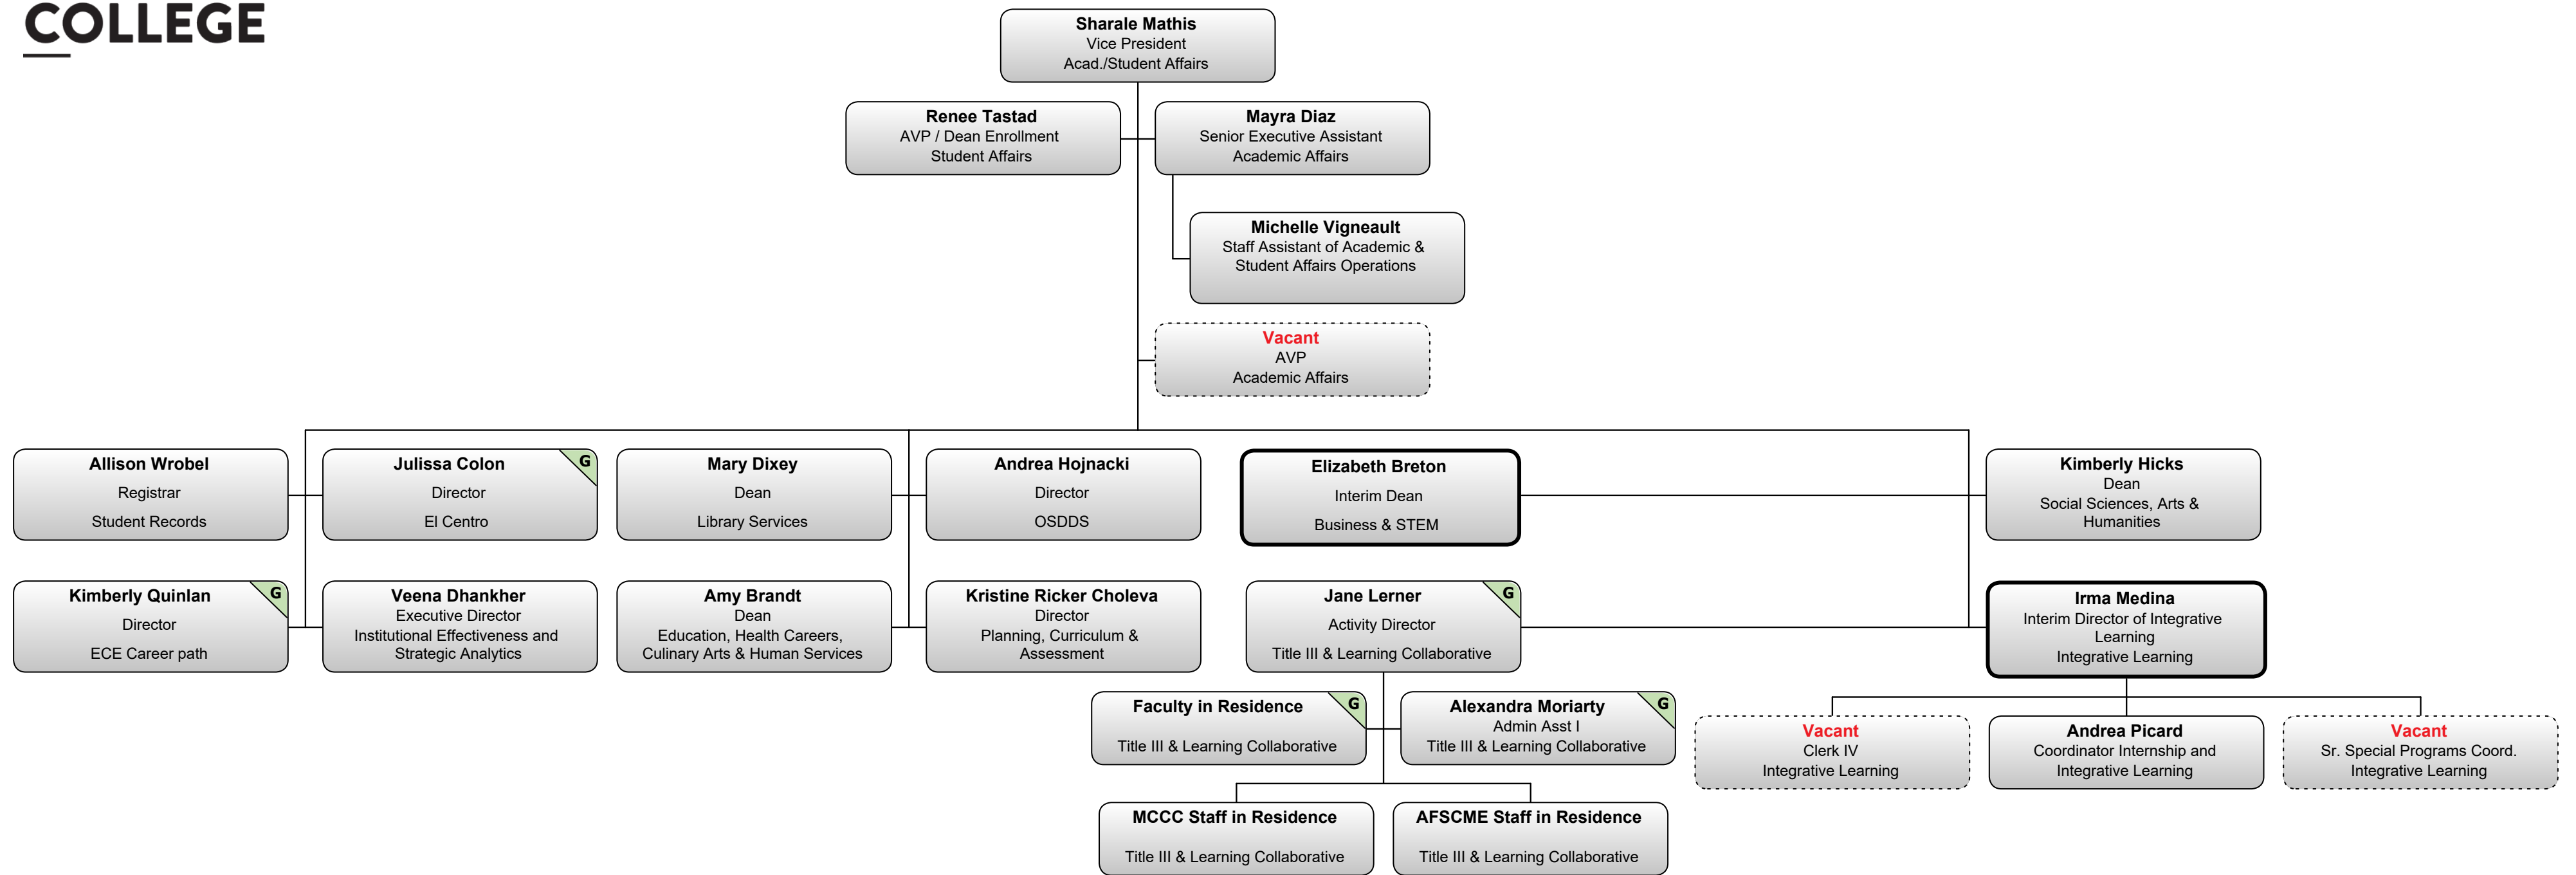 COLLEGE
Sharale Mathis
Vice President
Acad./Student Affairs
Renee Tastad
AVP / Dean Enrollment
Student Affairs
Mayra Diaz
Senior Executive Assistant
Academic Affairs
Michelle Vigneault
Staff Assistant of Academic &
Student Affairs Operations
Vacant
AVP
Academic Affairs
Allison Wrobel
Registrar
Student Records
G
Julissa Colon
Director
El Centro
Mary Dixey
Dean
Library Services
Andrea Hojnacki
Director
OSDDS
Elizabeth Breton
Interim Dean
Business & STEM
Kimberly Hicks
Dean
Social Sciences, Arts &
Humanities
G
Kimberly Quinlan
Director
ECE Career path
Veena Dhankher
Executive Director
Institutional Effectiveness and
Strategic Analytics
Amy Brandt
Dean
Education, Health Careers,
Culinary Arts & Human Services
Kristine Ricker Choleva
Director
Planning, Curriculum &
Assessment
G
Jane Lerner
Activity Director
Title III & Learning Collaborative
Irma Medina
Interim Director of Integrative
Learning
Integrative Learning
G
Faculty in Residence
Title III & Learning Collaborative
G
Alexandra Moriarty
Admin Asst I
Title III & Learning Collaborative
Vacant
Clerk IV
Integrative Learning
Andrea Picard
Coordinator Internship and
Integrative Learning
Vacant
Sr. Special Programs Coord.
Integrative Learning
MCCC Staff in Residence
Title III & Learning Collaborative
AFSCME Staff in Residence
Title III & Learning Collaborative